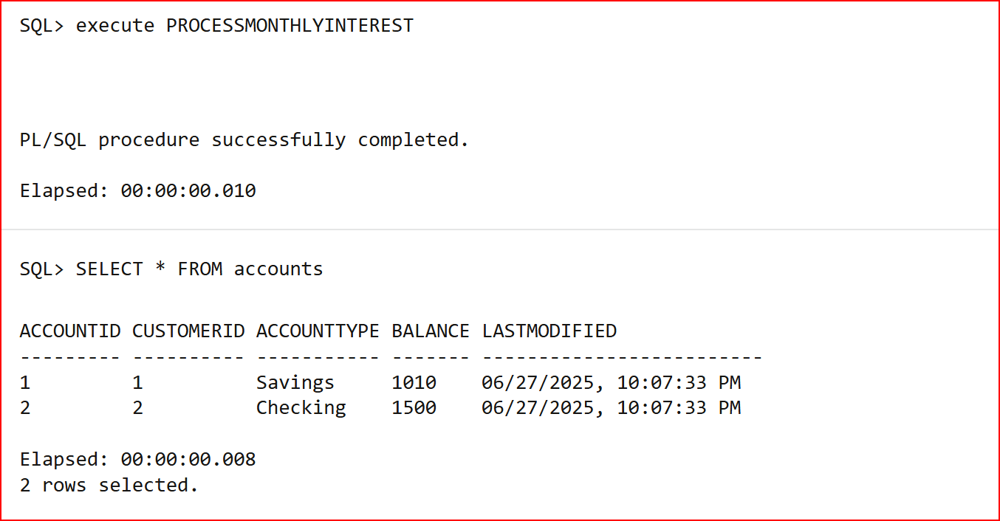 SQL> execute PROCESSMONTHLYINTEREST
PL/SQL procedure successfully completed.
Elapsed: 00:00:00.010
SQL> SELECT * FROM accounts
ACCOUNTID CUSTOMERID ACCOUNTTYPE BALANCE LASTMODIFIED
--------- ---------- ----------- ------- -------------------------
1         1          Savings     1010    06/27/2025, 10:07:33 PM
2         2          Checking    1500    06/27/2025, 10:07:33 PM
Elapsed: 00:00:00.008
2 rows selected.